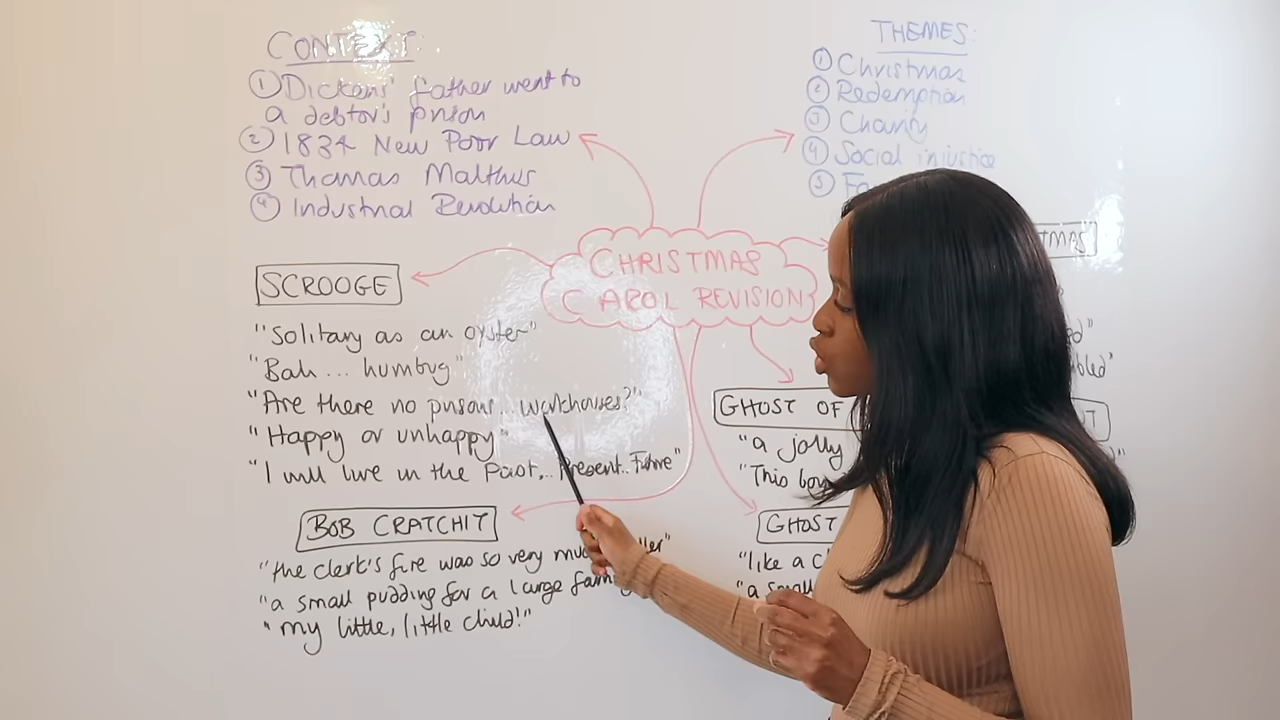 CONTEXT:
① Dickens' father went to
a debtor's prison
② 1834 New Poor Law
③ Thomas Malthus
④ Industrial Revolution
THEMES:
① Christmas
② Redemption
③ Charity
④ Social injustice
⑤
CHRISTMAS
CAROL REVISION
SCROOGE
"Solitary as an oyster"
"Bah... humbug"
"Are there no prisons... workhouses?"
"Happy or unhappy"
"I will live in the Past... Present... Future"
BOB CRATCHIT
"the clerk's fire was so very much
"a small pudding for a large
"my little, little child!"
GHOST OF
"a jolly
"This boy
GHOST
"like a
"a small